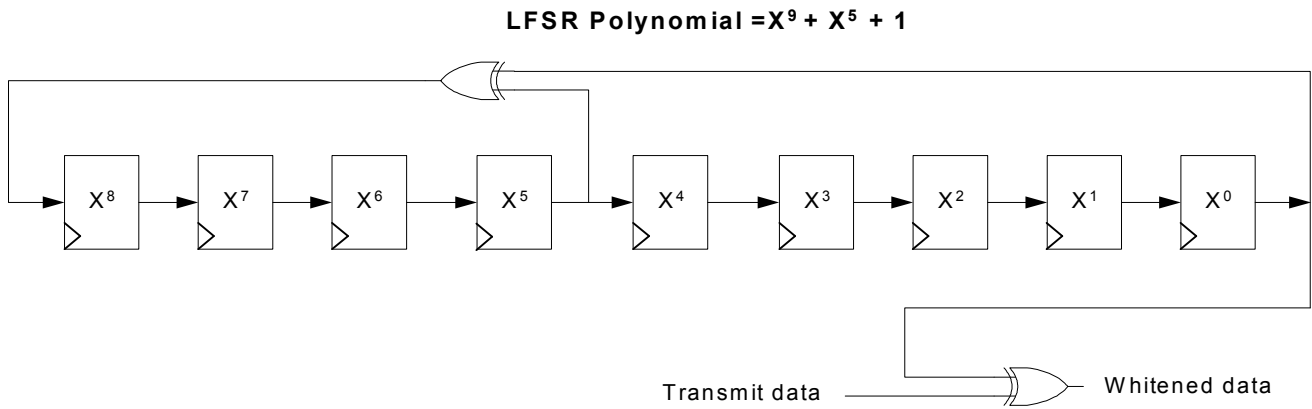 LFSR Polynomial =X⁹ + X⁵ + 1
X⁸ X⁷ X⁶ X⁵ X⁴ X³ X² X¹ X⁰
Transmit data
Whitened data